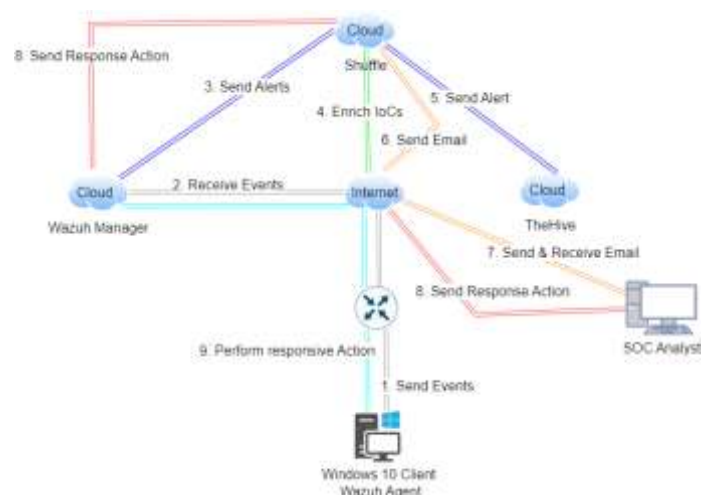 Cloud
8. Send Response Action
Shuffle
3. Send Alerts
5. Send Alert
4. Enrich IoCs
6. Send Email
2. Receive Events
Cloud
Internet
Cloud
Wazuh Manager
TheHive
7. Send & Receive Email
8. Send Response Action
SOC Analyst
9. Perform responsive Action
1. Send Events
Windows 10 Client
Wazuh Agent